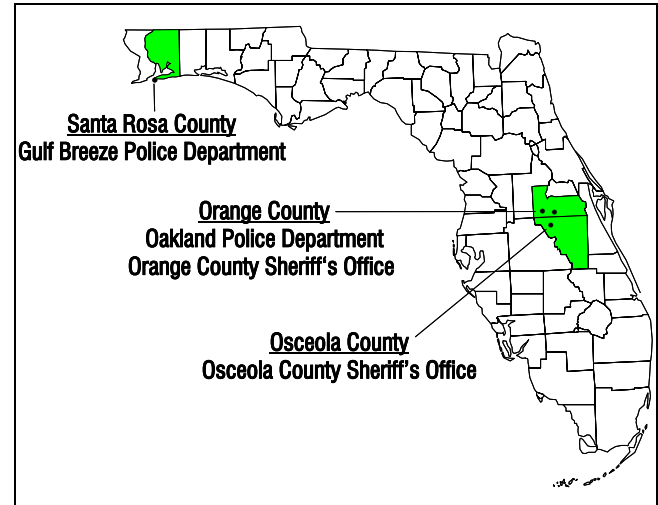 Santa Rosa County
Gulf Breeze Police Department
Orange County
Oakland Police Department
Orange County Sheriff's Office
Osceola County
Osceola County Sheriff's Office